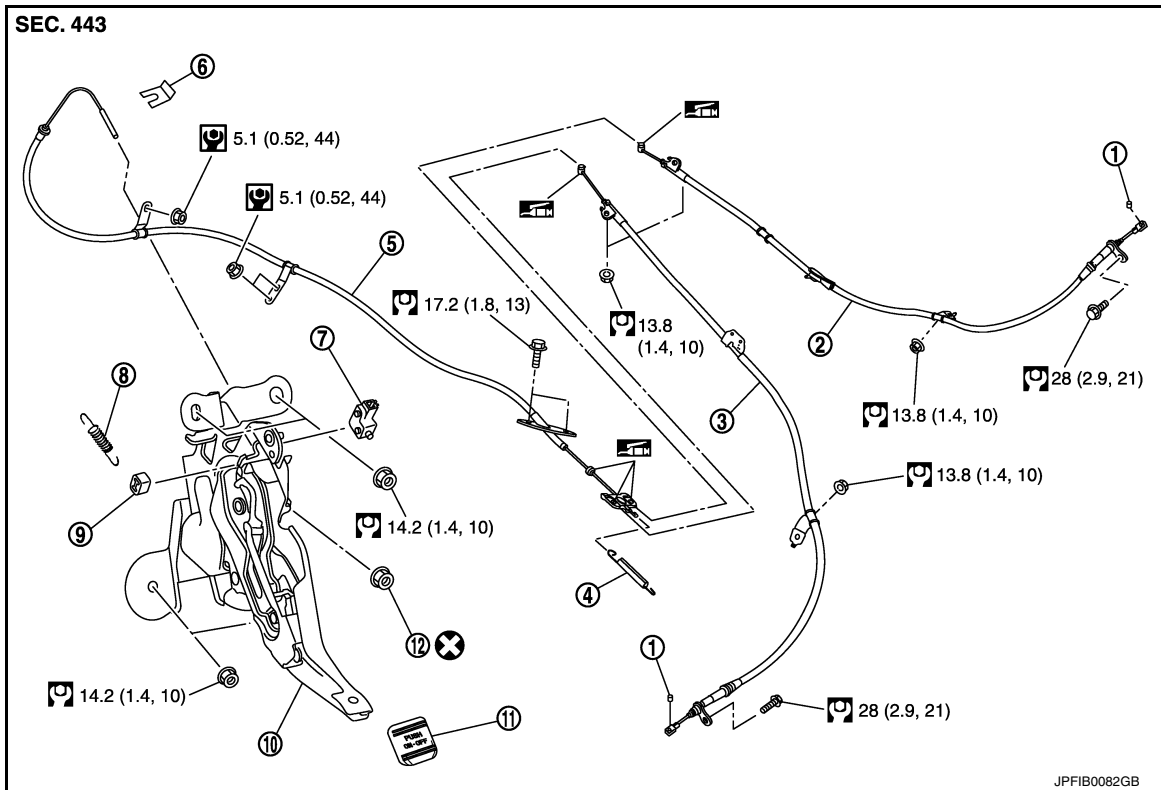 SEC. 443
⑥
5.1 (0.52, 44)
①
5.1 (0.52, 44)
⑤
17.2 (1.8, 13)
⑦
13.8
(1.4, 10)
②
⑧
③
28 (2.9, 21)
13.8 (1.4, 10)
13.8 (1.4, 10)
⑨
14.2 (1.4, 10)
④
⑫
①
14.2 (1.4, 10)
28 (2.9, 21)
⑩
PUSH
ON-OFF
⑪
JPFIB0082GB